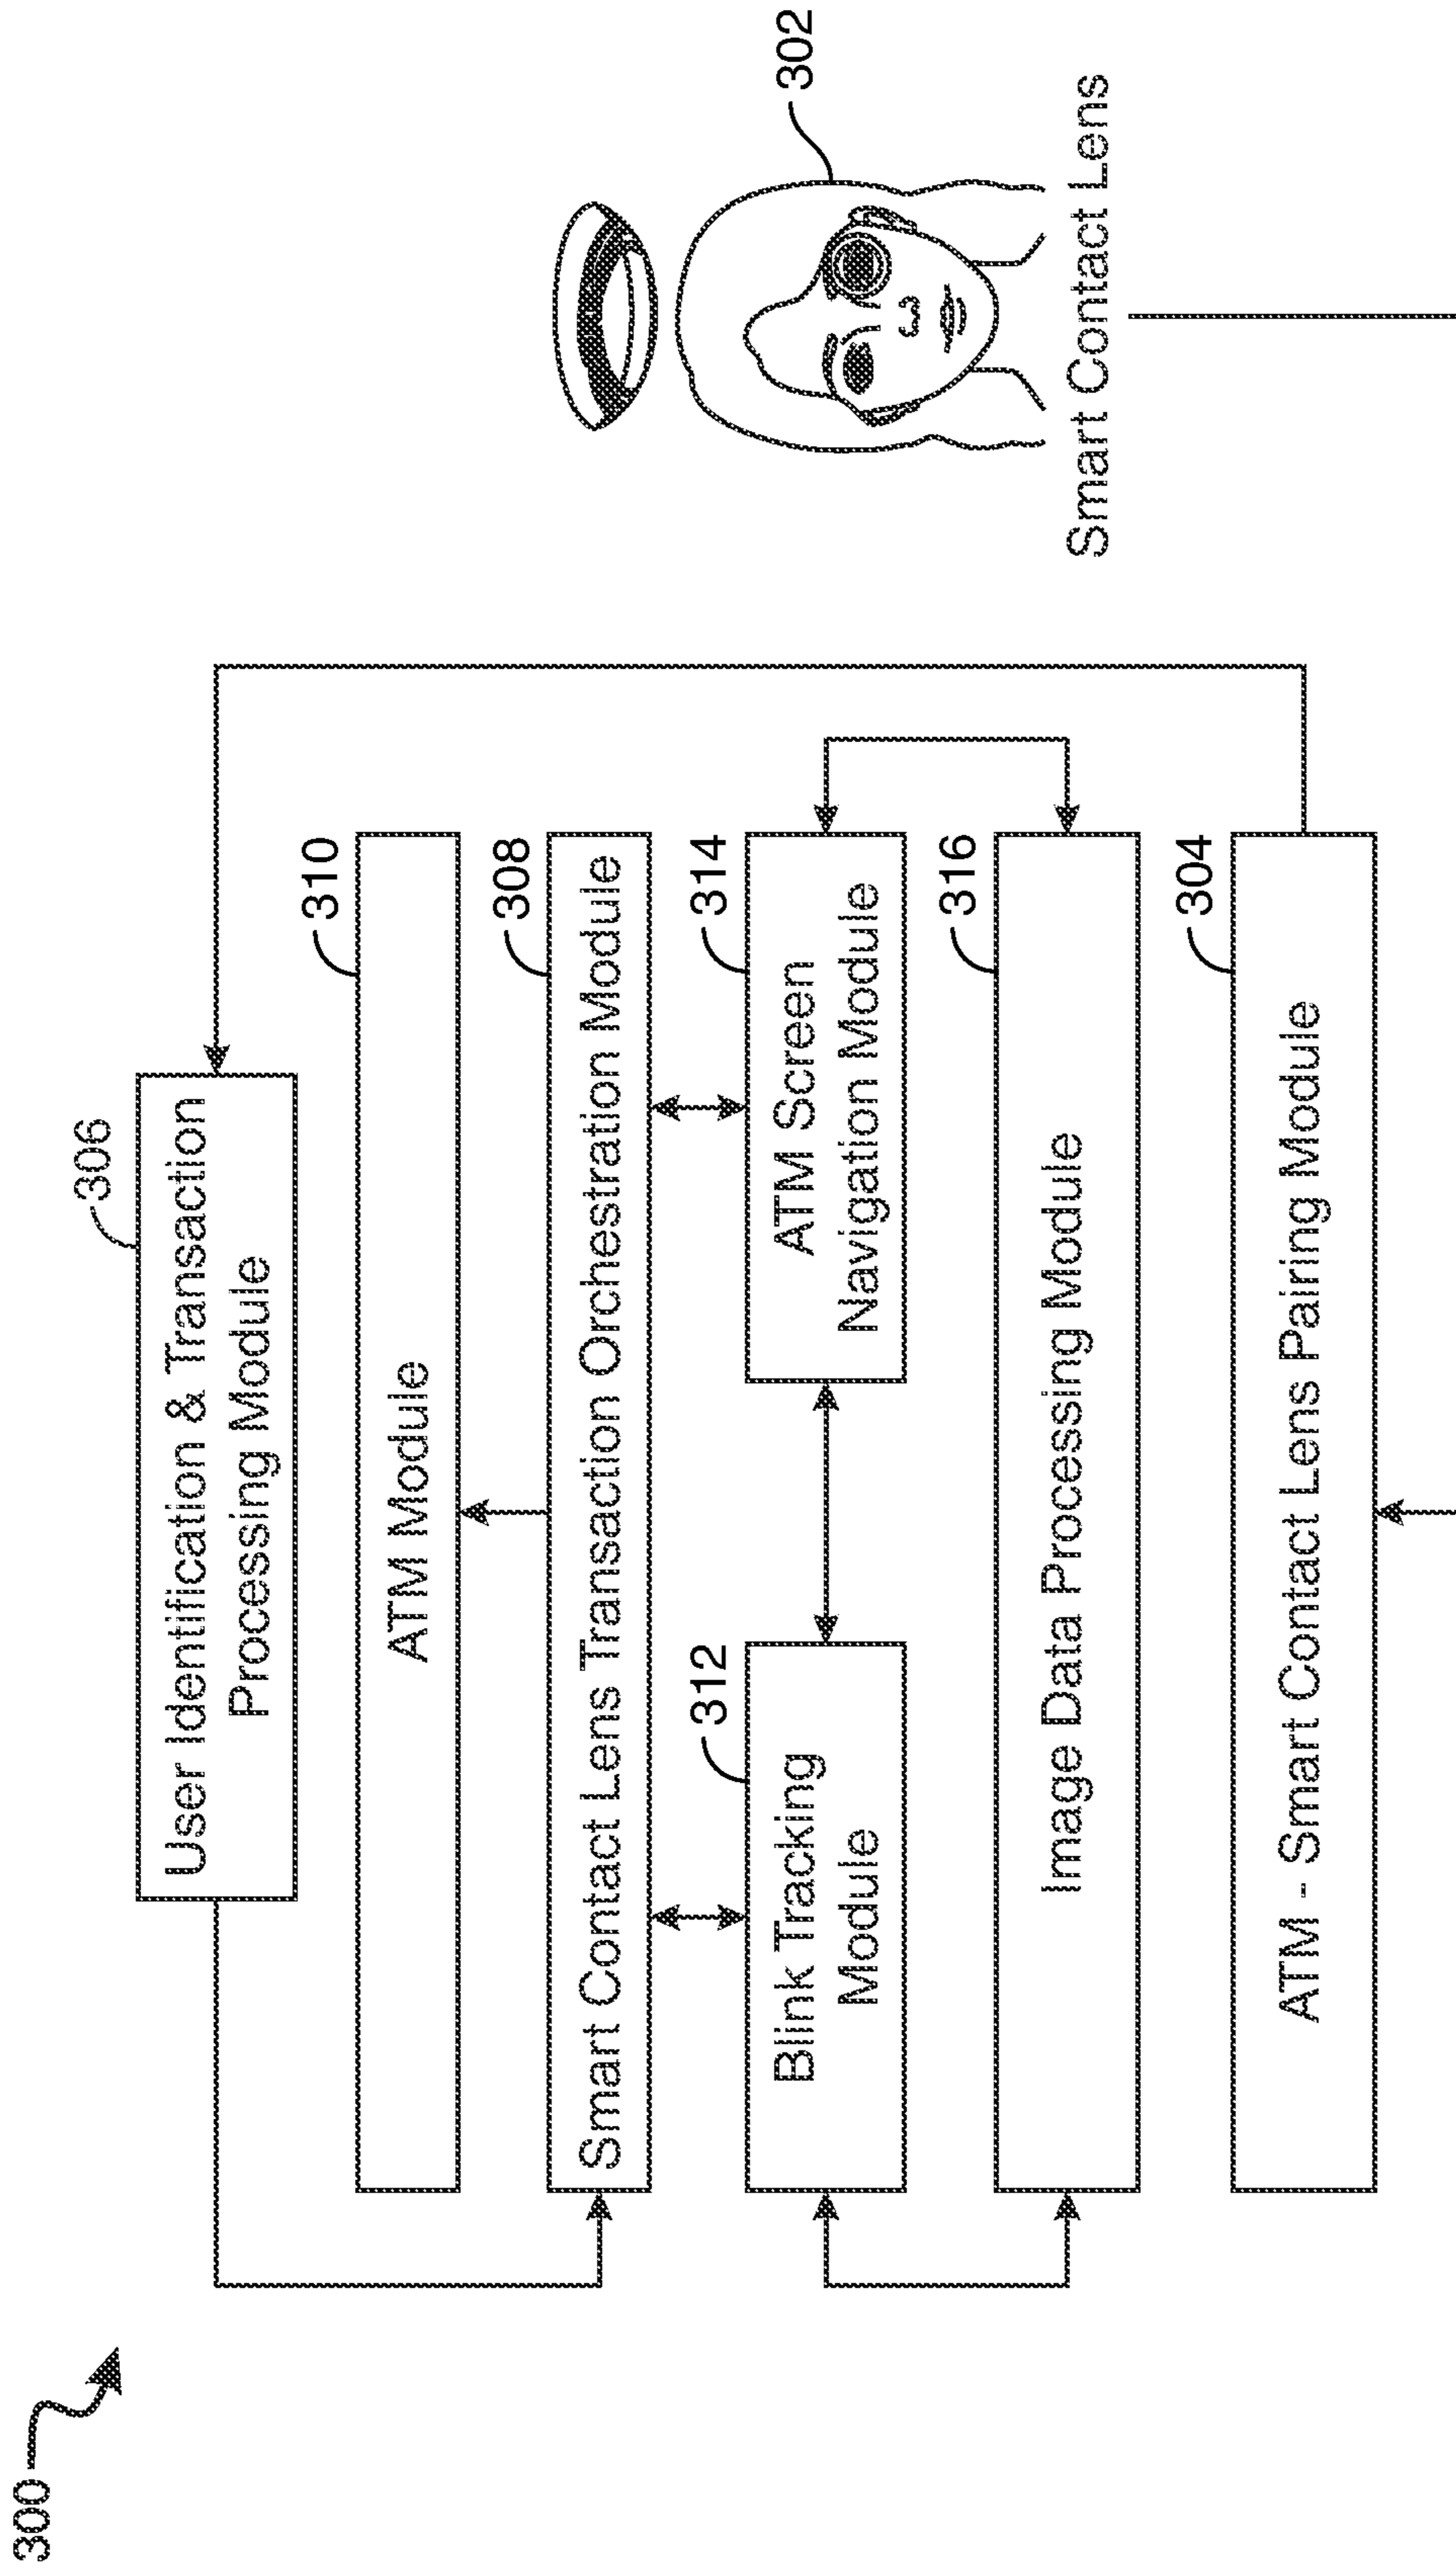 300
306
User Identification & Transaction
Processing Module
310
ATM Module
308
Smart Contact Lens Transaction Orchestration Module
312
Blink Tracking
Module
314
ATM Screen
Navigation Module
316
Image Data Processing Module
304
ATM - Smart Contact Lens Pairing Module
302
Smart Contact Lens